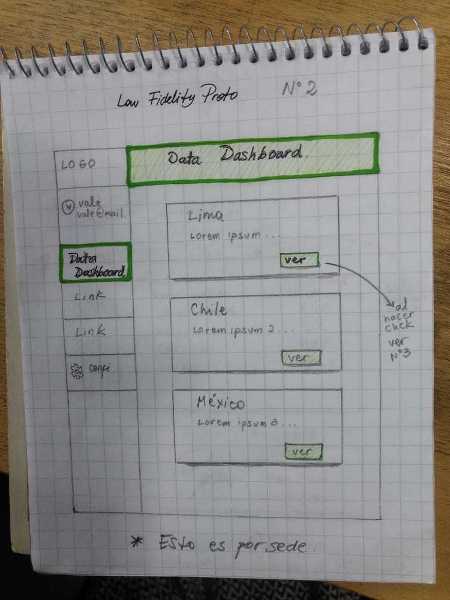 Low Fidelity Proto N°2
LOGO
Data Dashboard.
vale
vale@mail
Data
Dashboard
Link
Link
Confi
Lima
Lorem ipsum ...
ver
Chile
Lorem ipsum 2 ...
ver
México
Lorem ipsum 3 ...
ver
al
hacer
click
ver
N°3
* Esto es por sede.